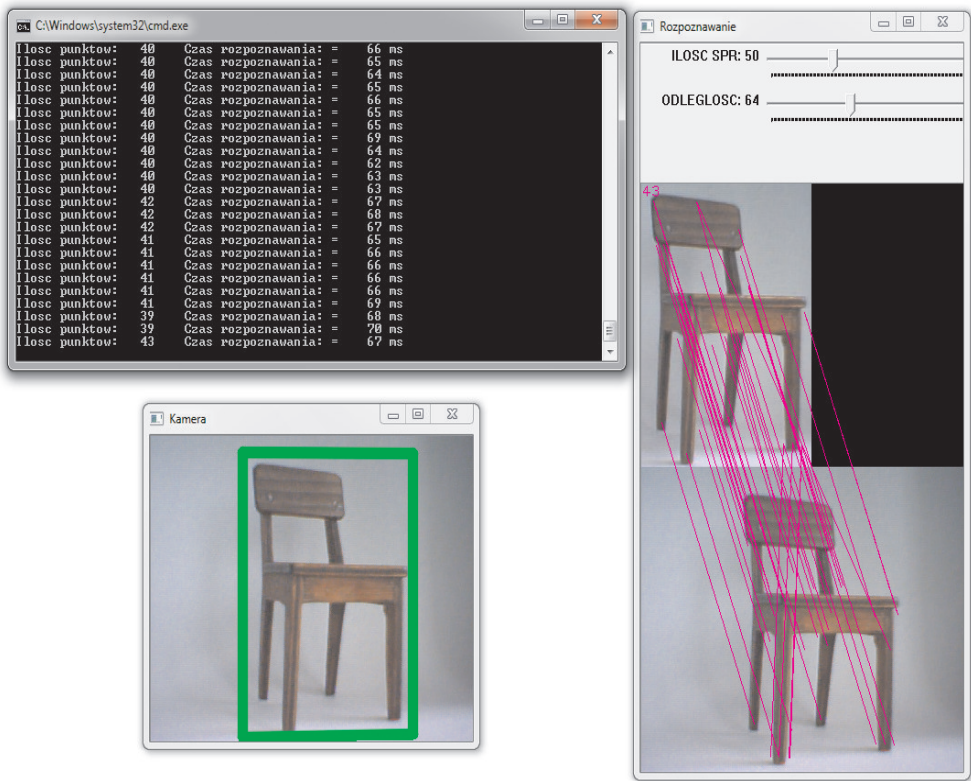 C:\Windows\system32\cmd.exe
Ilosc punktow: 40 Czas rozpoznawania: = 66 ms
Ilosc punktow: 40 Czas rozpoznawania: = 65 ms
Ilosc punktow: 40 Czas rozpoznawania: = 64 ms
Ilosc punktow: 40 Czas rozpoznawania: = 65 ms
Ilosc punktow: 40 Czas rozpoznawania: = 66 ms
Ilosc punktow: 40 Czas rozpoznawania: = 65 ms
Ilosc punktow: 40 Czas rozpoznawania: = 65 ms
Ilosc punktow: 40 Czas rozpoznawania: = 69 ms
Ilosc punktow: 40 Czas rozpoznawania: = 64 ms
Ilosc punktow: 40 Czas rozpoznawania: = 62 ms
Ilosc punktow: 40 Czas rozpoznawania: = 63 ms
Ilosc punktow: 40 Czas rozpoznawania: = 63 ms
Ilosc punktow: 42 Czas rozpoznawania: = 67 ms
Ilosc punktow: 42 Czas rozpoznawania: = 68 ms
Ilosc punktow: 42 Czas rozpoznawania: = 67 ms
Ilosc punktow: 41 Czas rozpoznawania: = 65 ms
Ilosc punktow: 41 Czas rozpoznawania: = 66 ms
Ilosc punktow: 41 Czas rozpoznawania: = 66 ms
Ilosc punktow: 41 Czas rozpoznawania: = 66 ms
Ilosc punktow: 41 Czas rozpoznawania: = 66 ms
Ilosc punktow: 41 Czas rozpoznawania: = 69 ms
Ilosc punktow: 39 Czas rozpoznawania: = 68 ms
Ilosc punktow: 39 Czas rozpoznawania: = 70 ms
Ilosc punktow: 43 Czas rozpoznawania: = 67 ms
Rozpoznawanie
ILOSC SPR: 50
ODLEGLOSC: 64
43
Kamera